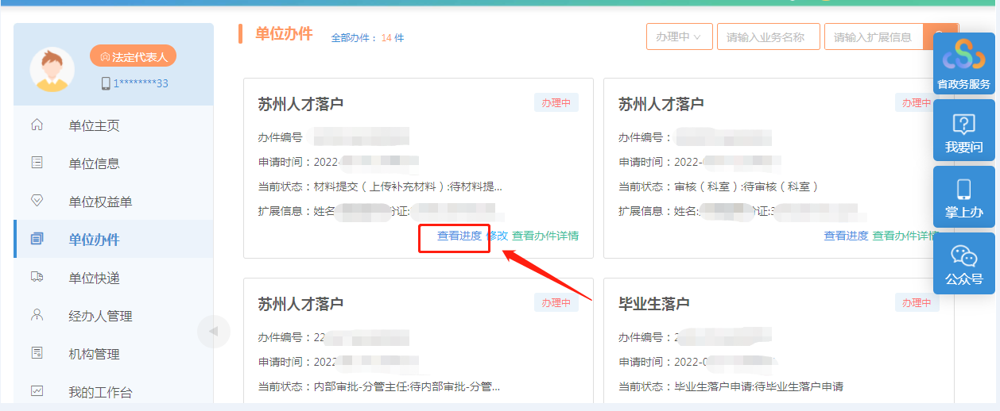 法定代表人
1********33
单位主页
单位信息
单位权益单
单位办件
单位快递
经办人管理
机构管理
我的工作台
单位办件 全部办件：14 件
办理中 请输入业务名称 请输入扩展信息
苏州人才落户 办理中
办件编号
申请时间：2022-
当前状态：材料提交（上传补充材料）:待材料提...
扩展信息：姓名 份证:
查看进度 修改 查看办件详情
苏州人才落户 办理中
办件编号：
申请时间：2022-
当前状态：审核（科室）:待审核（科室）
扩展信息：姓名: 份证:
查看进度 查看办件详情
苏州人才落户 办理中
办件编号：22
申请时间：2022
当前状态：内部审批-分管主任:待内部审批-分管...
毕业生落户 办理中
办件编号：2
申请时间：2022-0
当前状态：毕业生落户申请:待毕业生落户申请
省政务服务
我要问
掌上办
公众号